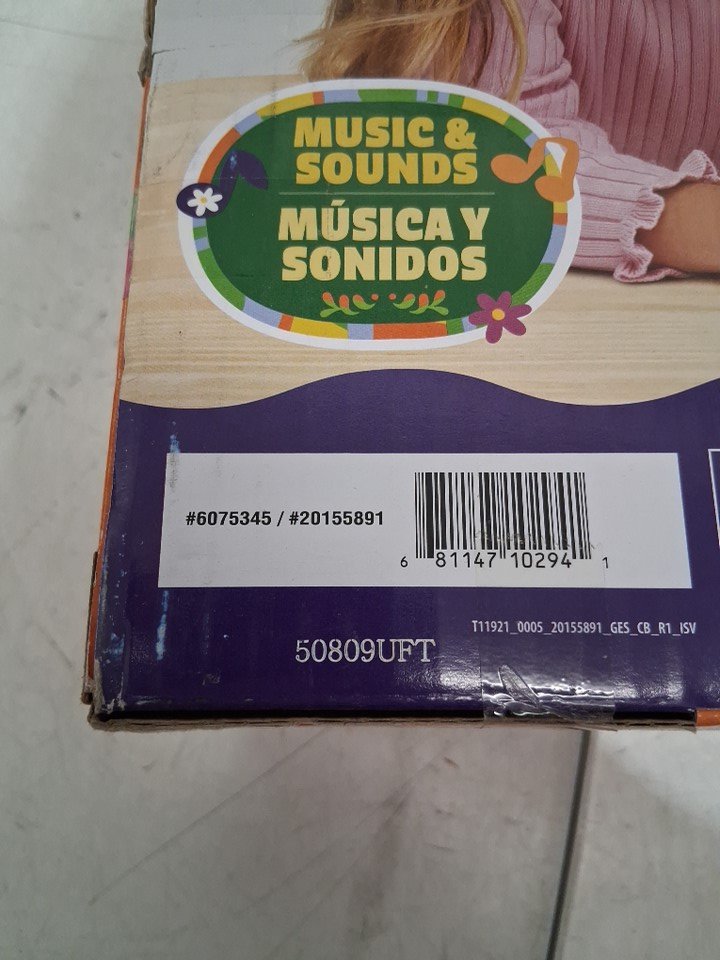 MUSIC &
SOUNDS
MÚSICA Y
SONIDOS
#6075345 / #20155891
6 81147 10294 1
T11921_0005_20155891_GES_CB_R1_ISV
50809UFT